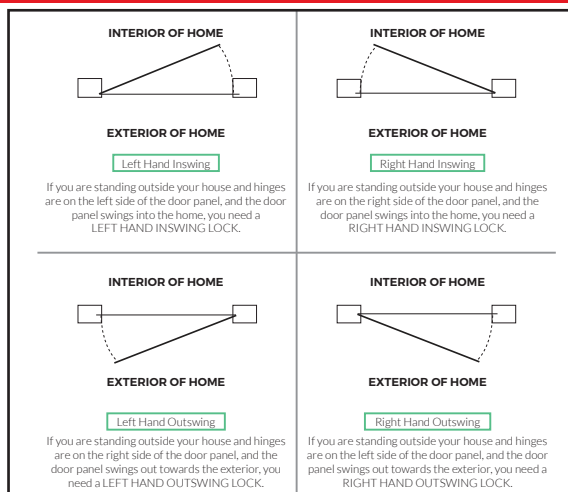 INTERIOR OF HOME
EXTERIOR OF HOME
Left Hand Inswing
If you are standing outside your house and hinges
are on the left side of the door panel, and the door
panel swings into the home, you need a
LEFT HAND INSWING LOCK.
INTERIOR OF HOME
EXTERIOR OF HOME
Right Hand Inswing
If you are standing outside your house and hinges
are on the right side of the door panel, and the
door panel swings into the home, you need a
RIGHT HAND INSWING LOCK.
INTERIOR OF HOME
EXTERIOR OF HOME
Left Hand Outswing
If you are standing outside your house and hinges
are on the right side of the door panel, and the
door panel swings out towards the exterior, you
need a LEFT HAND OUTSWING LOCK.
INTERIOR OF HOME
EXTERIOR OF HOME
Right Hand Outswing
If you are standing outside your house and hinges
are on the left side of the door panel, and the door
panel swings out towards the exterior, you need a
RIGHT HAND OUTSWING LOCK.